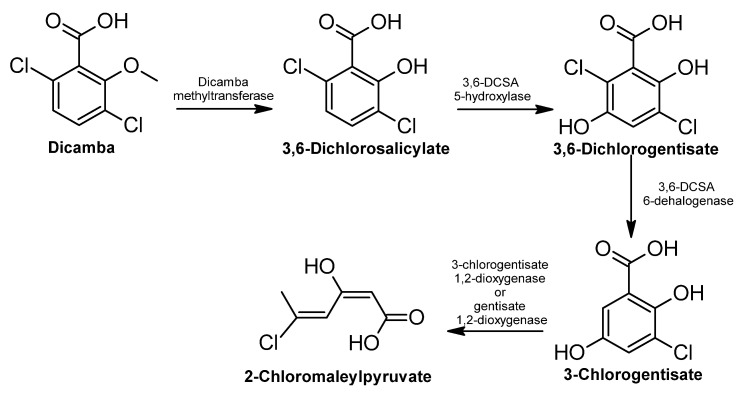 O OH
Cl
O
Cl
Dicamba
Dicamba
methyltransferase
O OH
Cl
OH
Cl
3,6-Dichlorosalicylate
3,6-DCSA
5-hydroxylase
O OH
Cl
OH
HO
Cl
3,6-Dichlorogentisate
3,6-DCSA
6-dehalogenase
O OH
OH
HO
Cl
3-Chlorogentisate
3-chlorogentisate
1,2-dioxygenase
or
gentisate
1,2-dioxygenase
HO
O
Cl
HO
2-Chloromaleylpyruvate